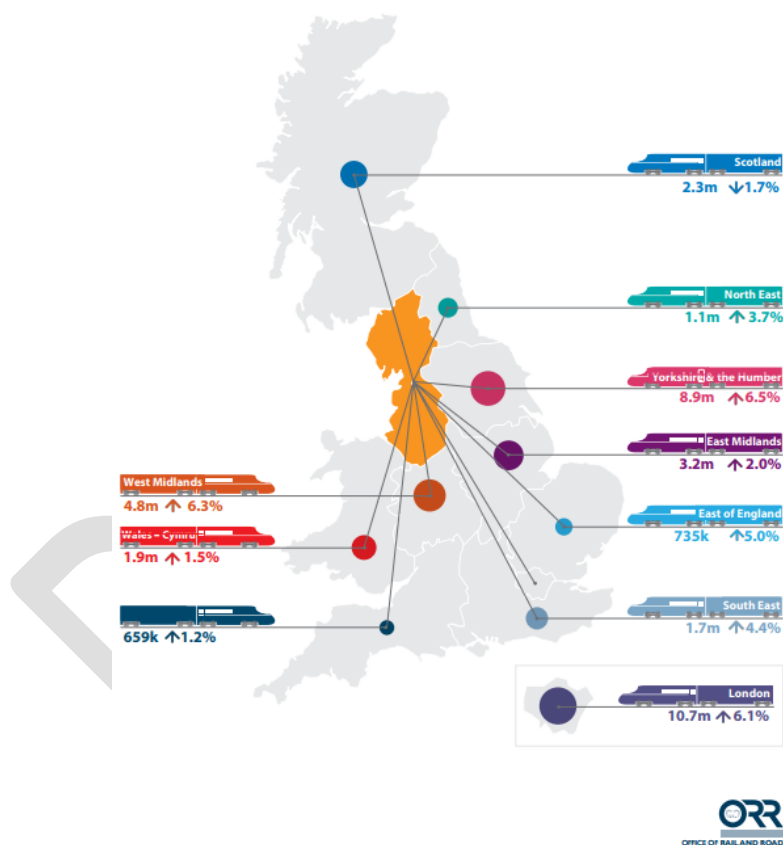 Scotland
2.3m ↓1.7%
North East
1.1m ↑ 3.7%
Yorkshire & the Humber
8.9m ↑6.5%
East Midlands
3.2m ↑2.0%
West Midlands
4.8m ↑ 6.3%
East of England
735k ↑5.0%
Wales – Cymru
1.9m ↑ 1.5%
South East
1.7m ↑4.4%
659k ↑1.2%
London
10.7m ↑6.1%
ORR
OFFICE OF RAIL AND ROAD